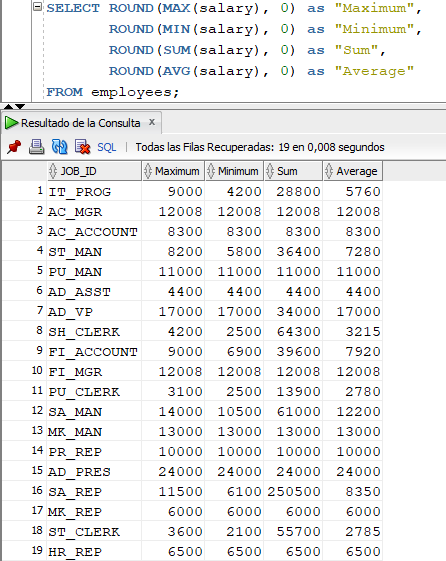 SELECT ROUND(MAX(salary), 0) as "Maximum",
ROUND(MIN(salary), 0) as "Minimum",
ROUND(SUM(salary), 0) as "Sum",
ROUND(AVG(salary), 0) as "Average"
FROM employees;
Resultado de la Consulta x
SQL | Todas las Filas Recuperadas: 19 en 0,008 segundos
JOB_ID Maximum Minimum Sum Average
1 IT_PROG 9000 4200 28800 5760
2 AC_MGR 12008 12008 12008 12008
3 AC_ACCOUNT 8300 8300 8300 8300
4 ST_MAN 8200 5800 36400 7280
5 PU_MAN 11000 11000 11000 11000
6 AD_ASST 4400 4400 4400 4400
7 AD_VP 17000 17000 34000 17000
8 SH_CLERK 4200 2500 64300 3215
9 FI_ACCOUNT 9000 6900 39600 7920
10 FI_MGR 12008 12008 12008 12008
11 PU_CLERK 3100 2500 13900 2780
12 SA_MAN 14000 10500 61000 12200
13 MK_MAN 13000 13000 13000 13000
14 PR_REP 10000 10000 10000 10000
15 AD_PRES 24000 24000 24000 24000
16 SA_REP 11500 6100 250500 8350
17 MK_REP 6000 6000 6000 6000
18 ST_CLERK 3600 2100 55700 2785
19 HR_REP 6500 6500 6500 6500